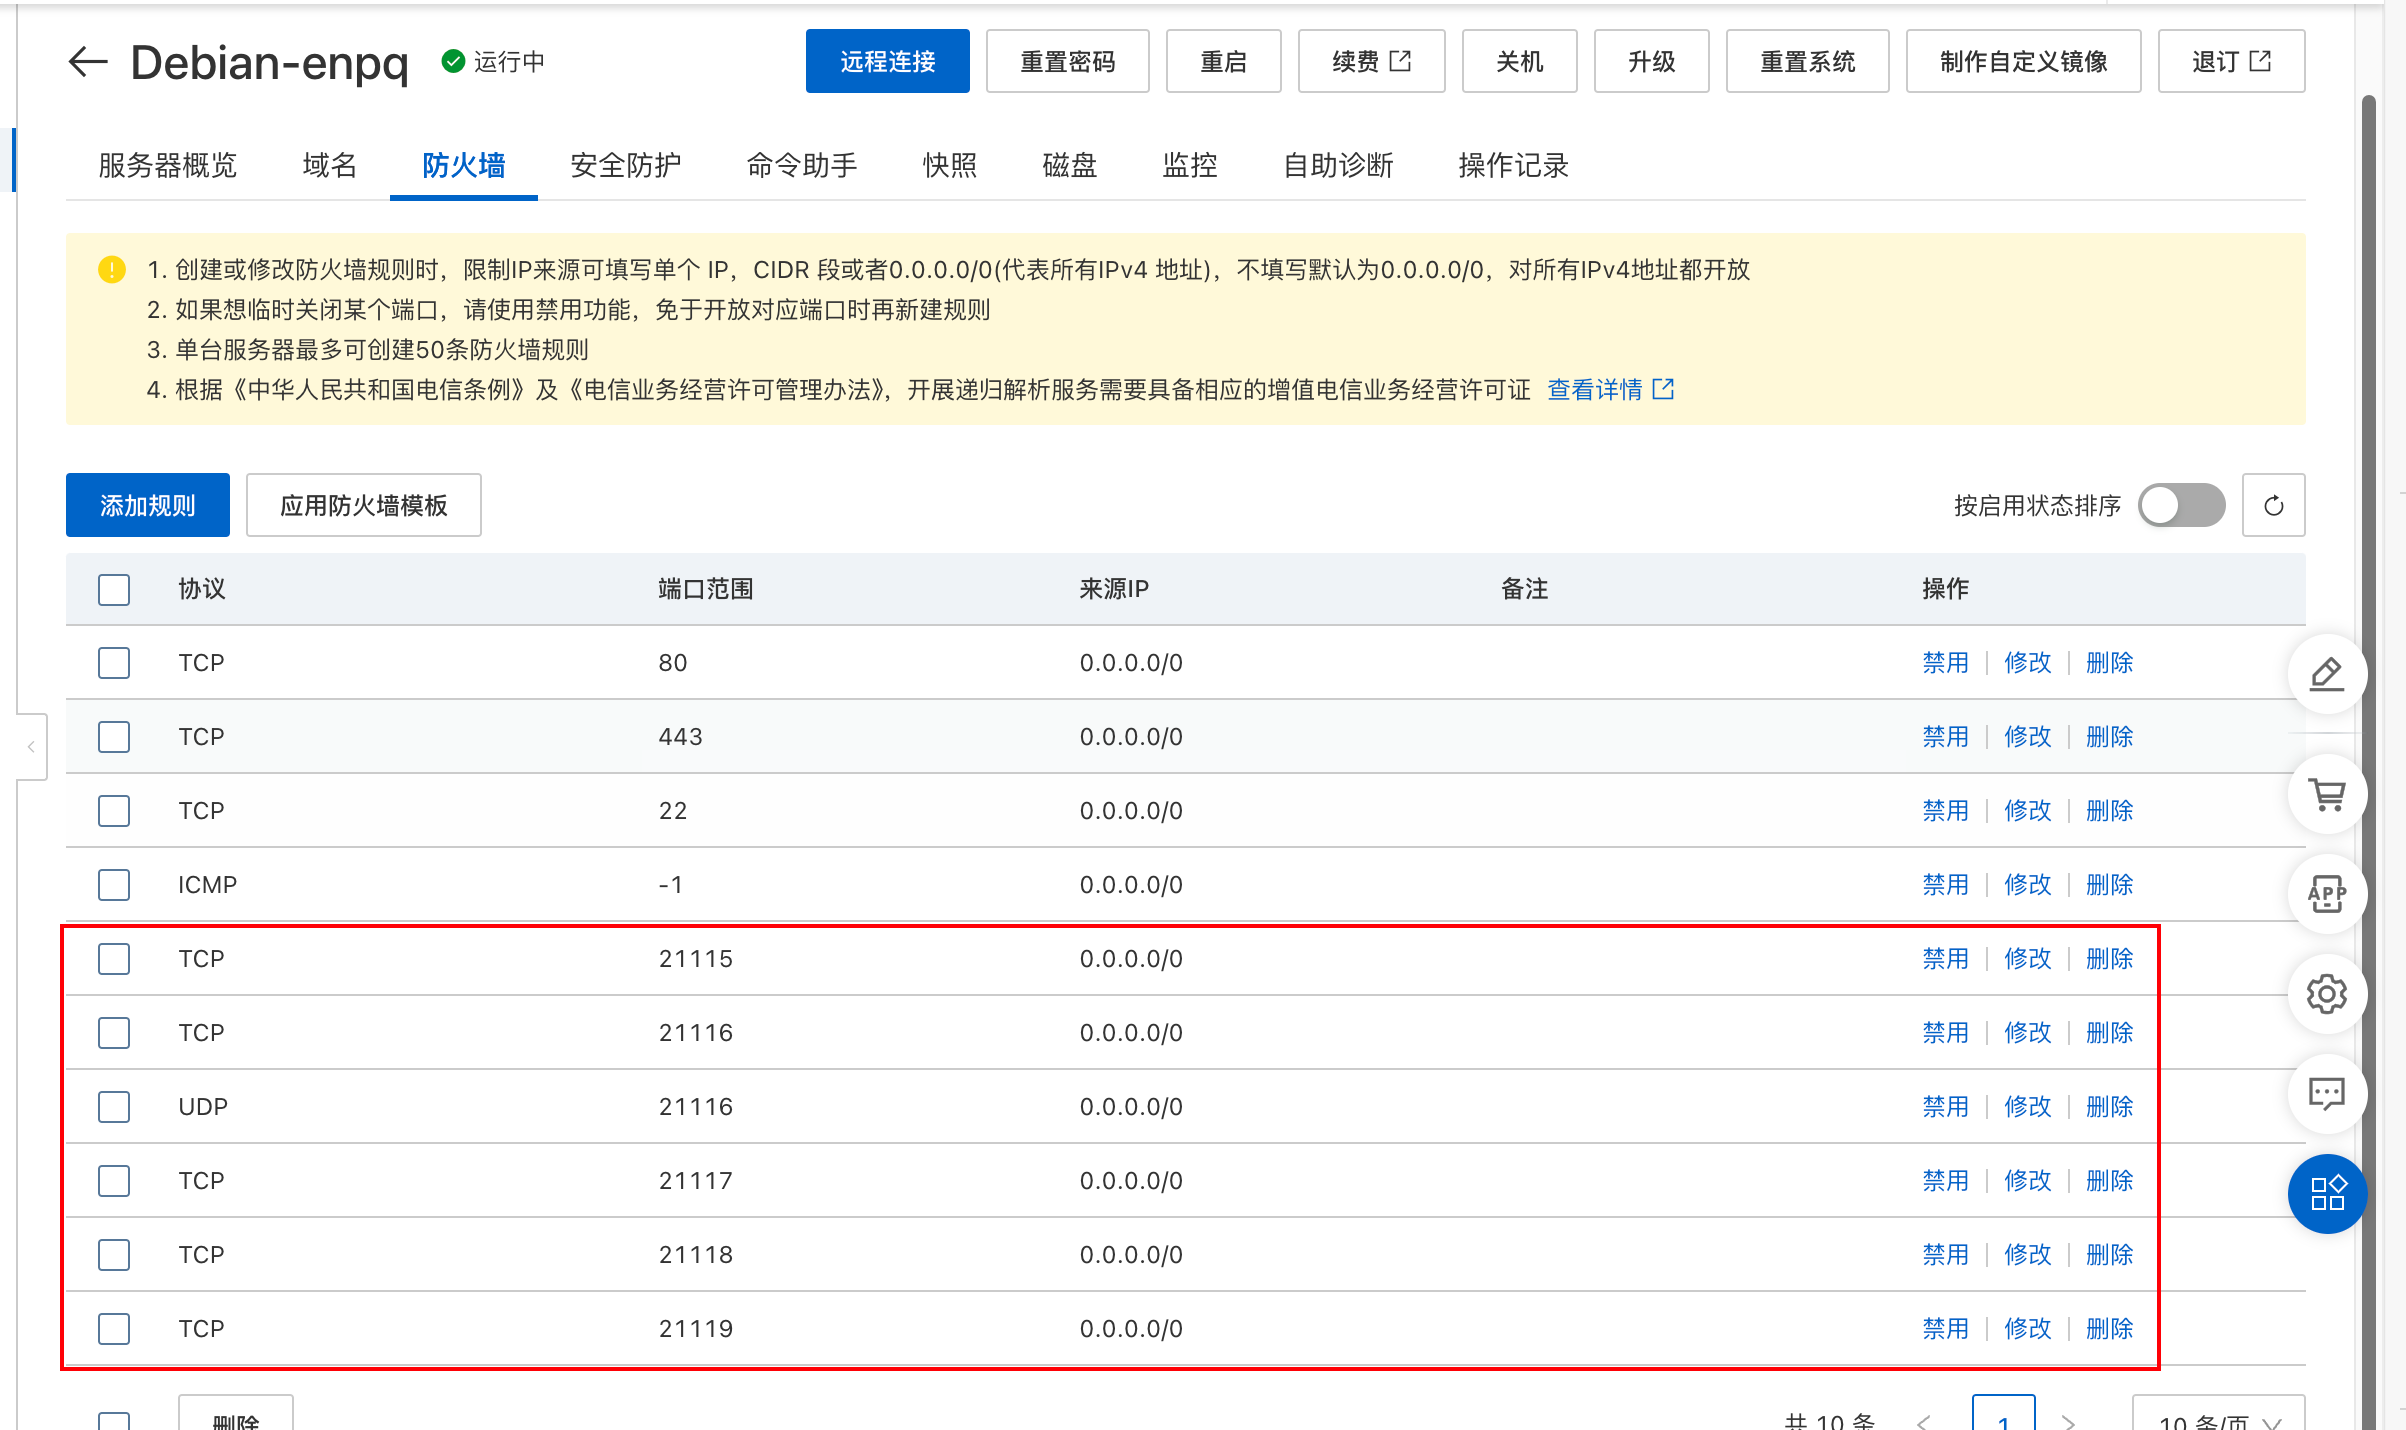 Debian-enpq 运行中 远程连接 重置密码 重启 续费 关机 升级 重置系统 制作自定义镜像 退订
服务器概览 域名 防火墙 安全防护 命令助手 快照 磁盘 监控 自助诊断 操作记录
1. 创建或修改防火墙规则时，限制IP来源可填写单个 IP，CIDR 段或者0.0.0.0/0(代表所有IPv4 地址)，不填写默认为0.0.0.0/0，对所有IPv4地址都开放
2. 如果想临时关闭某个端口，请使用禁用功能，免于开放对应端口时再新建规则
3. 单台服务器最多可创建50条防火墙规则
4. 根据《中华人民共和国电信条例》及《电信业务经营许可管理办法》，开展递归解析服务需要具备相应的增值电信业务经营许可证 查看详情
添加规则 应用防火墙模板 按启用状态排序
协议 端口范围 来源IP 备注 操作
TCP 80 0.0.0.0/0 禁用 修改 删除
TCP 443 0.0.0.0/0 禁用 修改 删除
TCP 22 0.0.0.0/0 禁用 修改 删除
ICMP -1 0.0.0.0/0 禁用 修改 删除
APP
TCP 21115 0.0.0.0/0 禁用 修改 删除
TCP 21116 0.0.0.0/0 禁用 修改 删除
UDP 21116 0.0.0.0/0 禁用 修改 删除
TCP 21117 0.0.0.0/0 禁用 修改 删除
TCP 21118 0.0.0.0/0 禁用 修改 删除
TCP 21119 0.0.0.0/0 禁用 修改 删除
删除 共 10 条 1 10 条/页